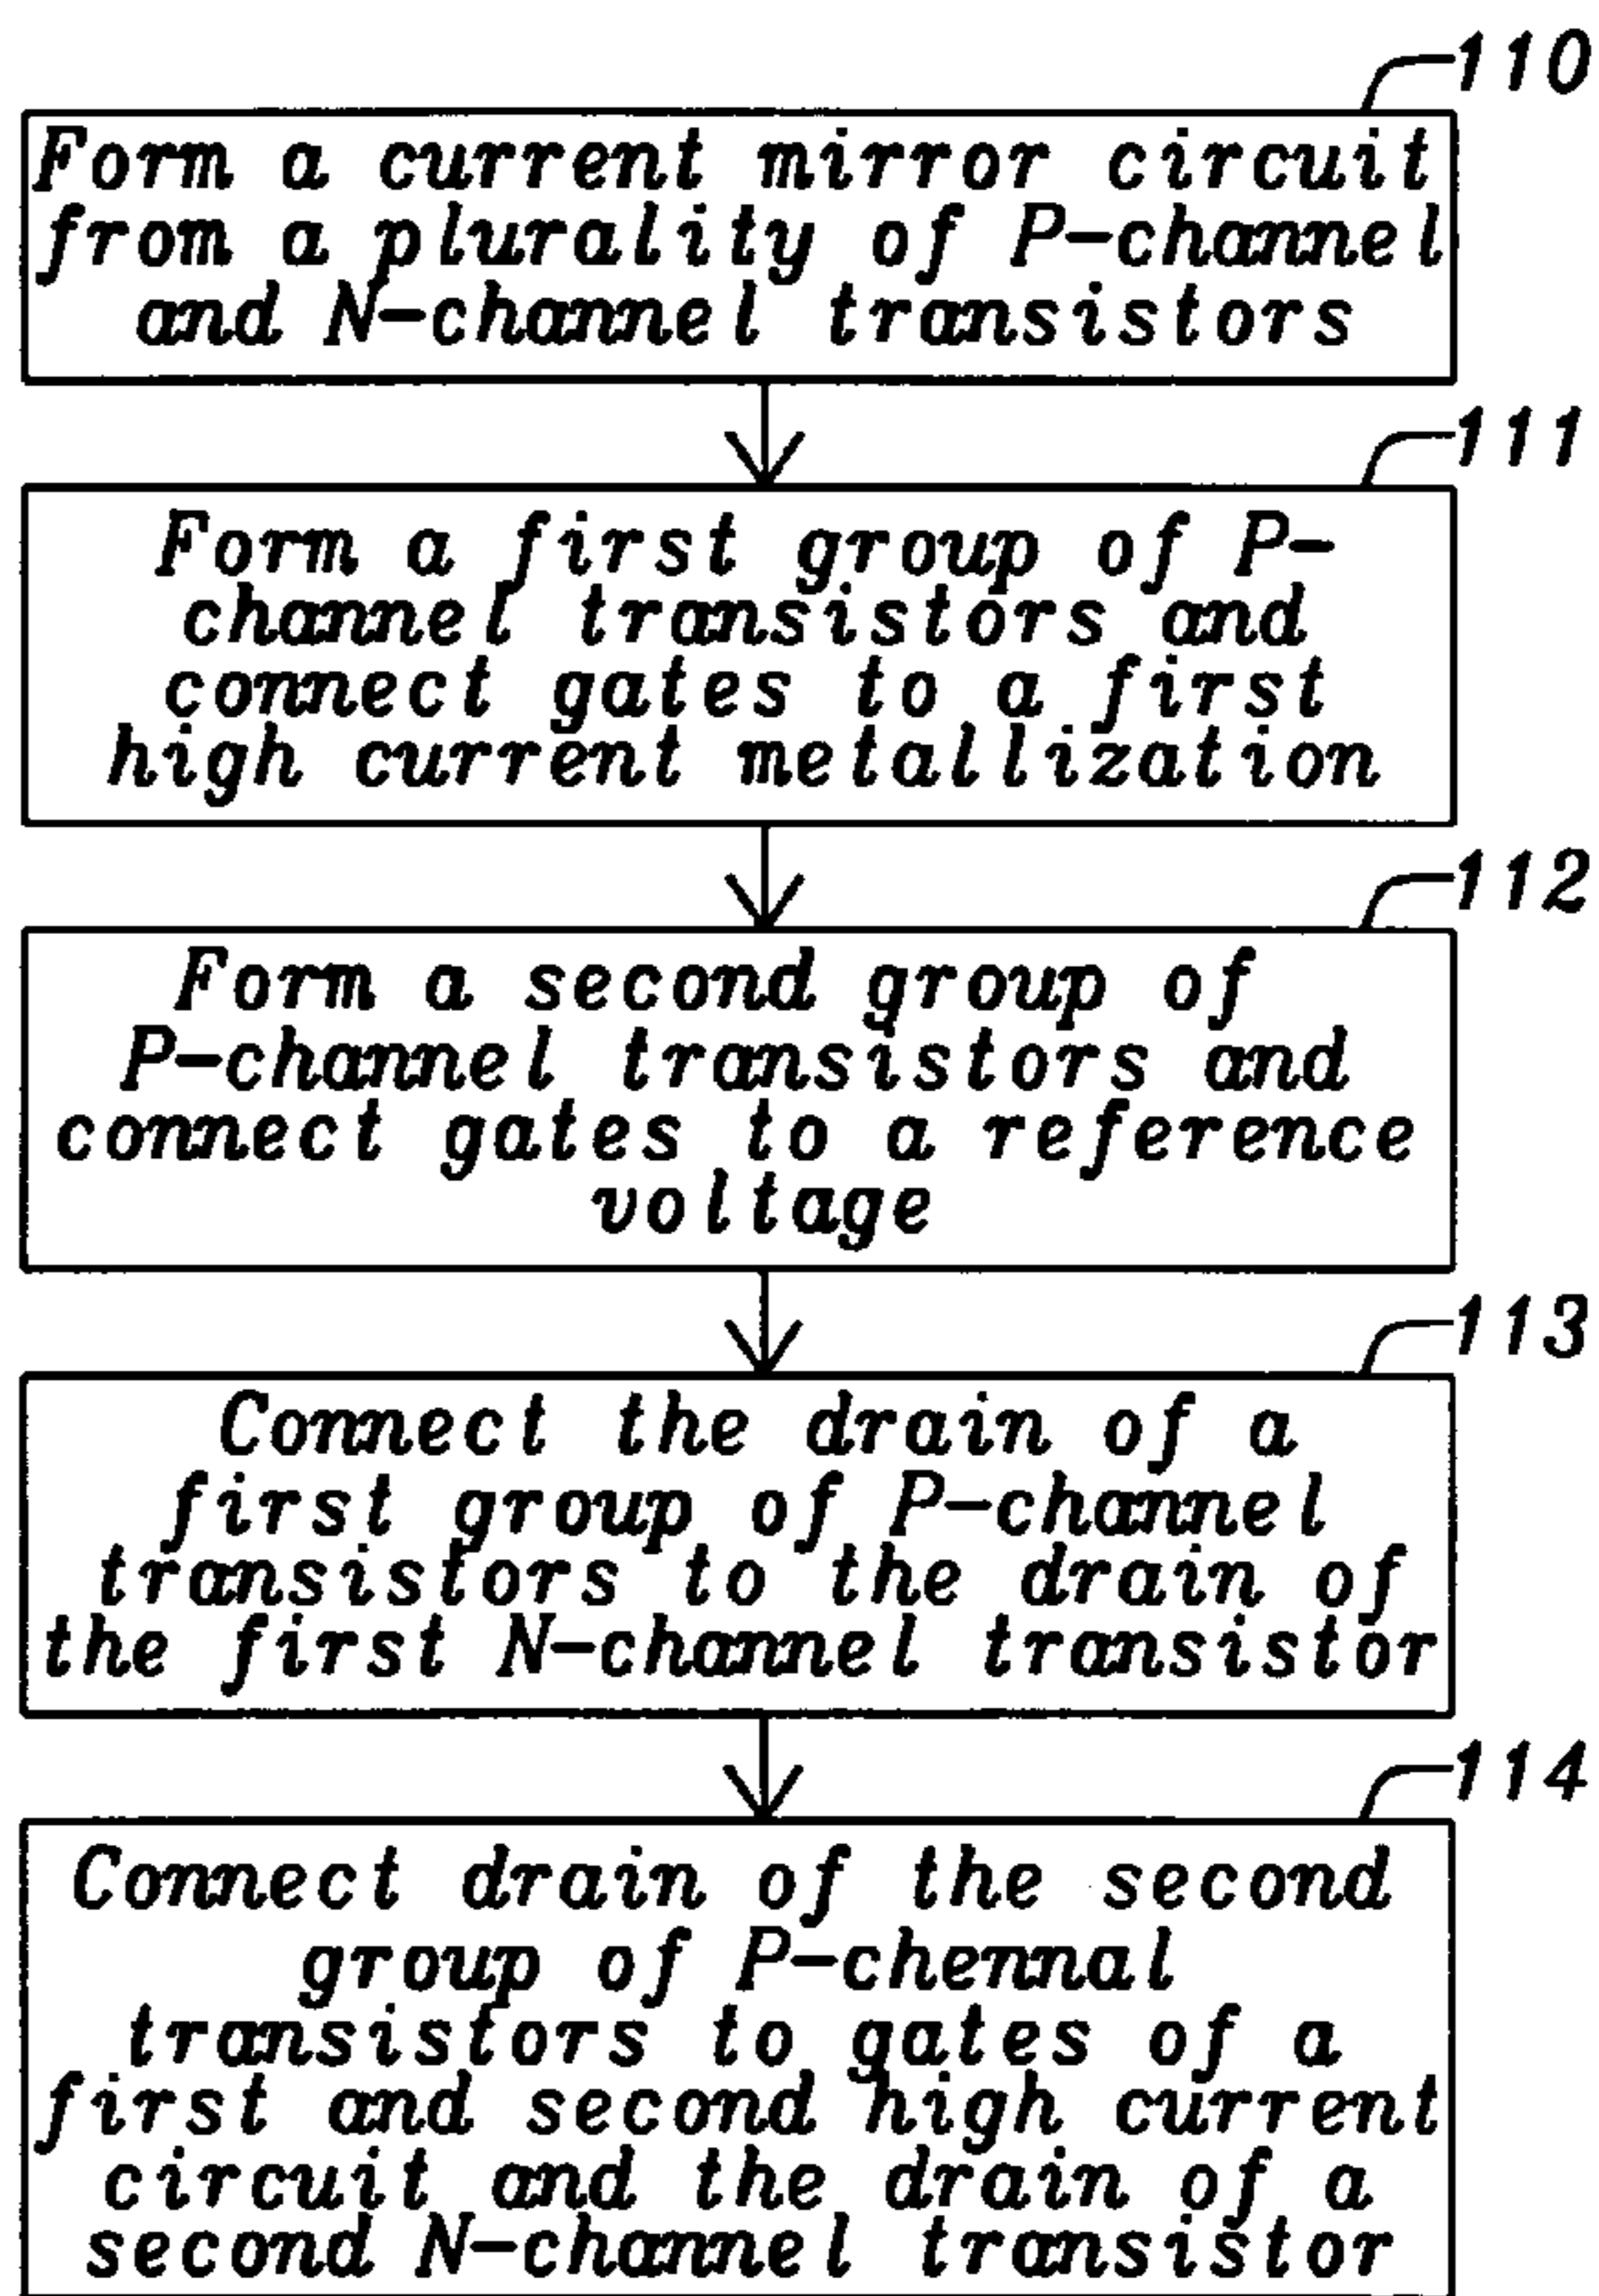 110
Form a current mirror circuit
from a plurality of P-channel
and N-channel transistors
111
Form a first group of P-
channel transistors and
connect gates to a first
high current metallization
112
Form a second group of
P-channel transistors and
connect gates to a reference
voltage
113
Connect the drain of a
first group of P-channel
transistors to the drain of
the first N-channel transistor
114
Connect drain of the second
group of P-chennal
transistors to gates of a
first and second high current
circuit and the drain of a
second N-channel transistor